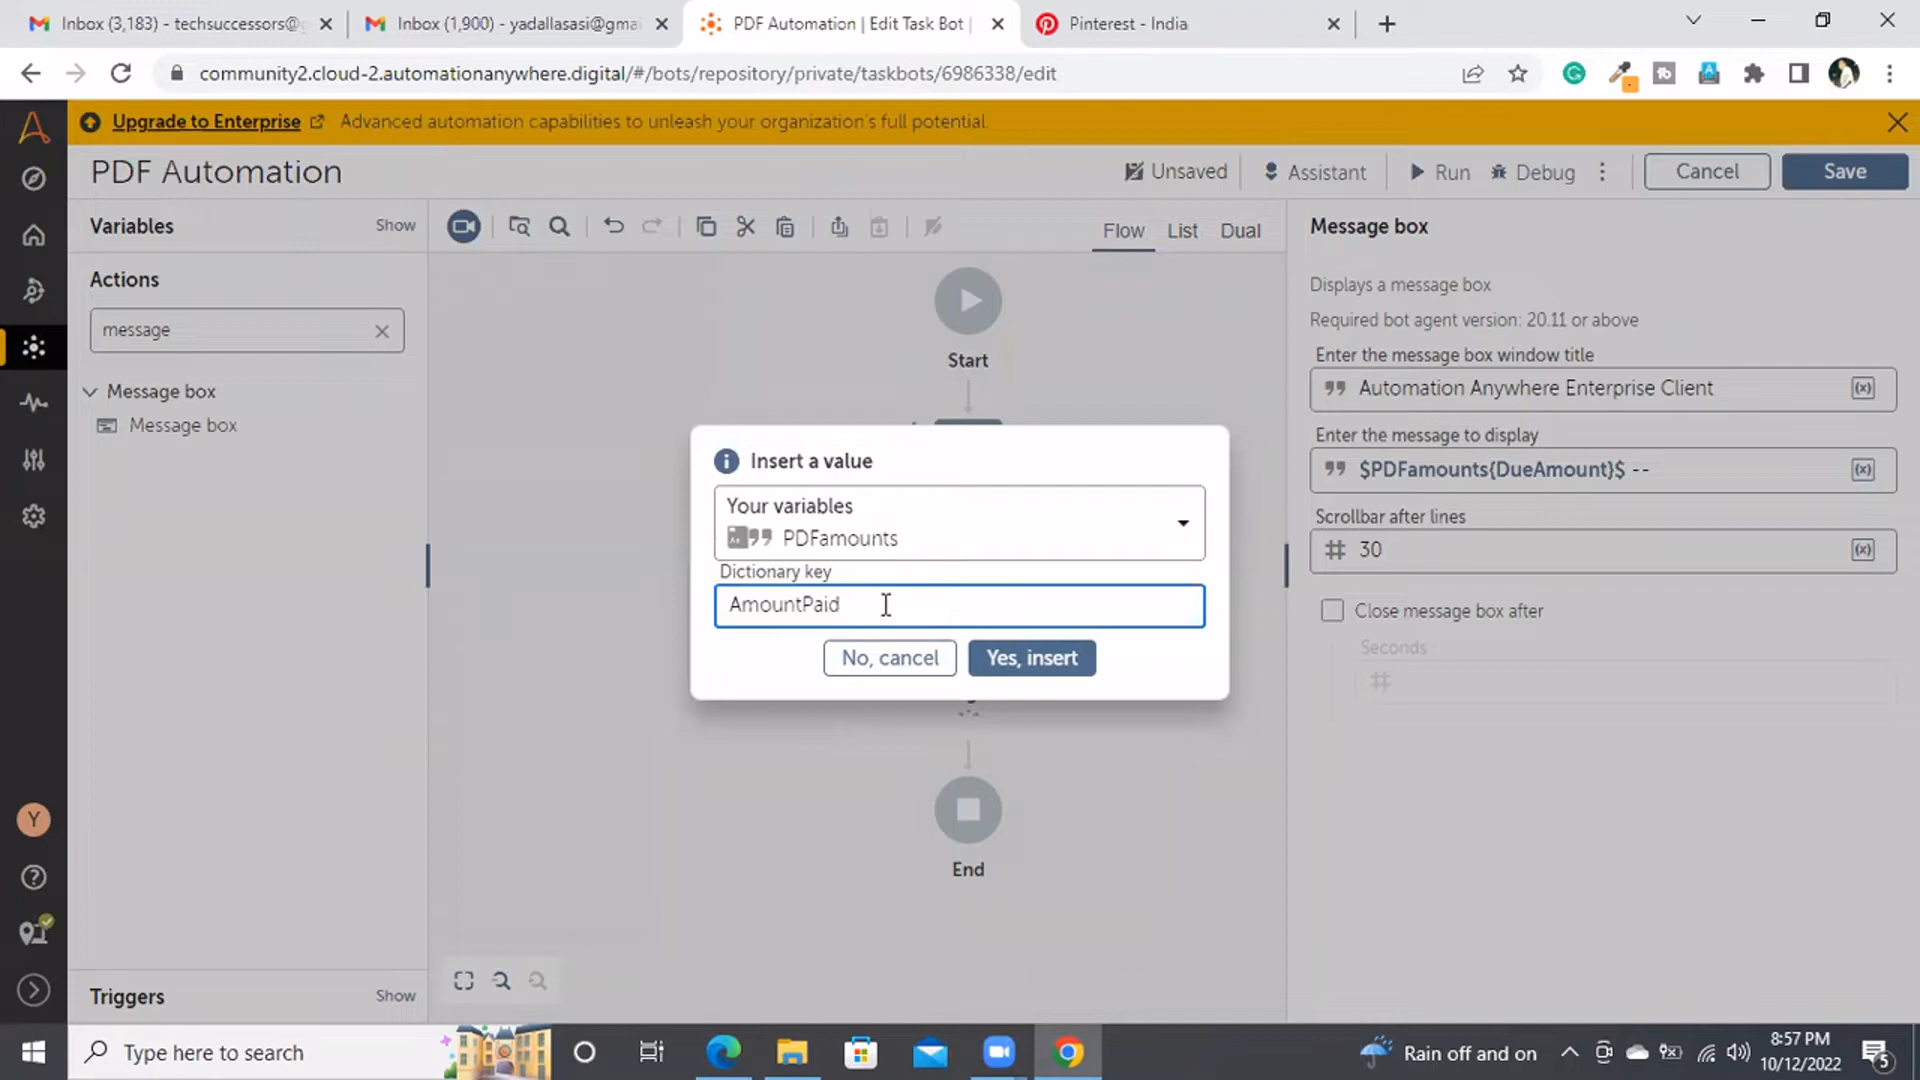 Inbox (3,183) - techsuccessors@g
Inbox (1,900) - yadallasasi@gmai
PDF Automation | Edit Task Bot |
Pinterest - India
community2.cloud-2.automationanywhere.digital/#/bots/repository/private/taskbots/6986338/edit
Upgrade to Enterprise
Advanced automation capabilities to unleash your organization's full potential.
PDF Automation
Unsaved
Assistant
Run
Debug
Cancel
Save
Variables
Show
Flow
List
Dual
Message box
Actions
message
Message box
Message box
Start
End
Displays a message box
Required bot agent version: 20.11 or above
Enter the message box window title
Automation Anywhere Enterprise Client
Enter the message to display
$PDFamounts{DueAmount}$ --
Scrollbar after lines
30
Close message box after
Seconds
Insert a value
Your variables
PDFamounts
Dictionary key
AmountPaid
No, cancel
Yes, insert
Y
Triggers
Show
Type here to search
Rain off and on
8:57 PM
10/12/2022
5